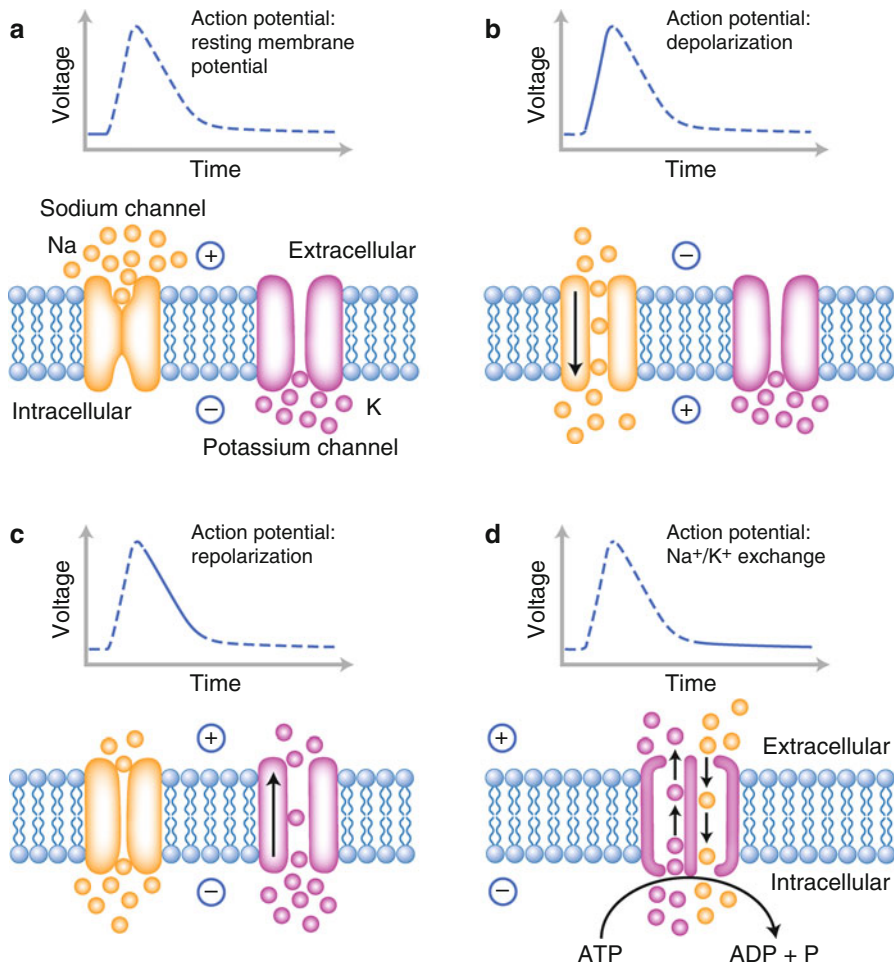 a
Action potential:
resting membrane
potential
Voltage
Time
b
Action potential:
depolarization
Voltage
Time
Sodium channel
Na
+
Extracellular
Intracellular
−
K
Potassium channel
−
+
c
Action potential:
repolarization
Voltage
Time
d
Action potential:
Na⁺/K⁺ exchange
Voltage
Time
+
−
+
Extracellular
−
Intracellular
ATP
ADP + P